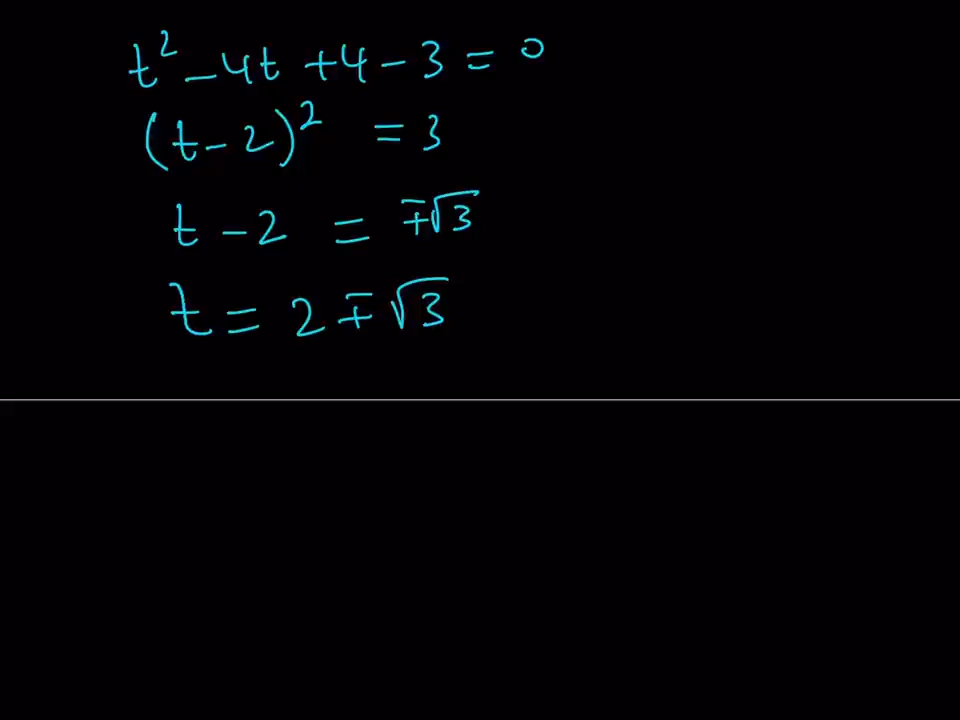 t² - 4t + 4 - 3 = 0
(t - 2)² = 3
t - 2 = ∓√3
t = 2 ∓ √3